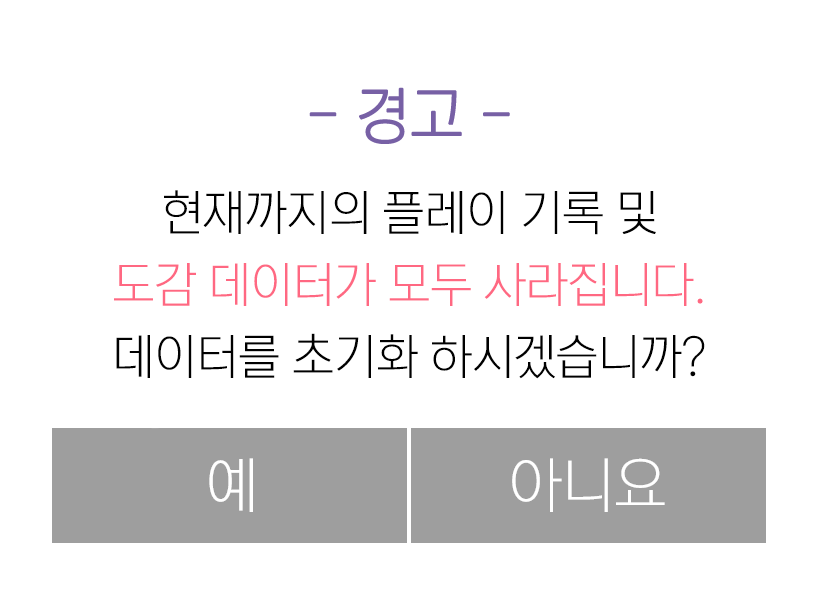 - 경고 -
현재까지의 플레이 기록 및
도감 데이터가 모두 사라집니다.
데이터를 초기화 하시겠습니까?
예
아니요